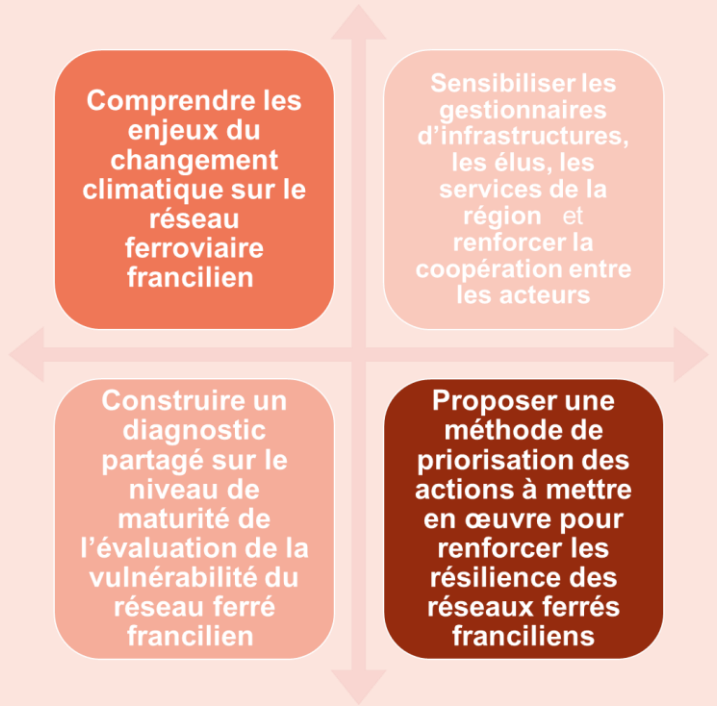 Comprendre les
enjeux du
changement
climatique sur le
réseau
ferroviaire
francilien
Sensibiliser les
gestionnaires
d’infrastructures,
les élus, les
services de la
région et
renforcer la
coopération entre
les acteurs
Construire un
diagnostic
partagé sur le
niveau de
maturité de
l’évaluation de la
vulnérabilité du
réseau ferré
francilien
Proposer une
méthode de
priorisation des
actions à mettre
en œuvre pour
renforcer les
résilience des
réseaux ferrés
franciliens